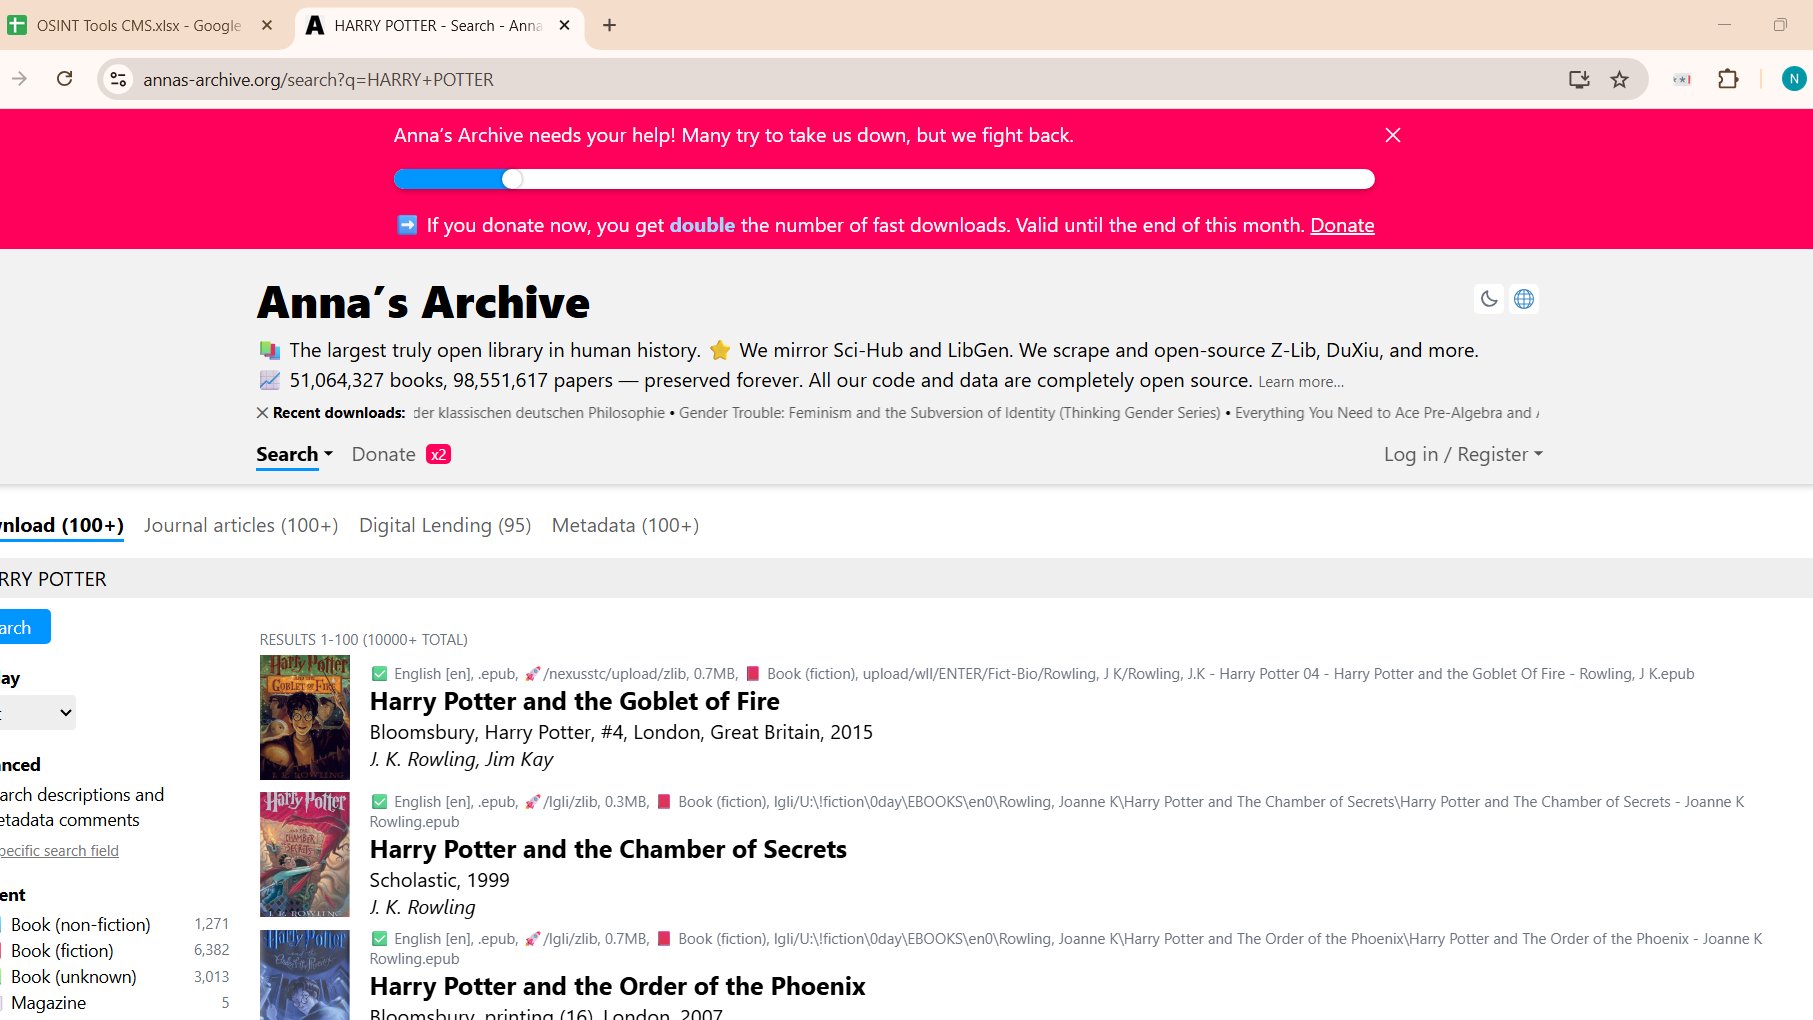 OSINT Tools CMS.xlsx - Google
HARRY POTTER - Search - Anna
annas-archive.org/search?q=HARRY+POTTER
N
Anna's Archive needs your help! Many try to take us down, but we fight back.
➡️ If you donate now, you get double the number of fast downloads. Valid until the end of this month. Donate
Anna's Archive
📚 The largest truly open library in human history. ⭐ We mirror Sci-Hub and LibGen. We scrape and open-source Z-Lib, DuXiu, and more.
📈 51,064,327 books, 98,551,617 papers — preserved forever. All our code and data are completely open source. Learn more…
Recent downloads: der klassischen deutschen Philosophie • Gender Trouble: Feminism and the Subversion of Identity (Thinking Gender Series) • Everything You Need to Ace Pre-Algebra and
Search Donate x2 Log in / Register
nload (100+) Journal articles (100+) Digital Lending (95) Metadata (100+)
RRY POTTER
arch
RESULTS 1-100 (10000+ TOTAL)
ay
anced
arch descriptions and
etadata comments
pecific search field
ent
Book (non-fiction) 1,271
Book (fiction) 6,382
Book (unknown) 3,013
Magazine 5
Harry Potter
GOBLET OF FIRE
J. K. ROWLING
✅ English [en], .epub, 🚀/nexusstc/upload/zlib, 0.7MB, 📕 Book (fiction), upload/wll/ENTER/Fict-Bio/Rowling, J K/Rowling, J.K - Harry Potter 04 - Harry Potter and the Goblet Of Fire - Rowling, J K.epub
Harry Potter and the Goblet of Fire
Bloomsbury, Harry Potter, #4, London, Great Britain, 2015
J. K. Rowling, Jim Kay
Harry Potter
CHAMBER OF SECRETS
J. K. ROWLING
✅ English [en], .epub, 🚀/lgli/zlib, 0.3MB, 📕 Book (fiction), lgli/U:\!fiction\0day\EBOOKS\en0\Rowling, Joanne K\Harry Potter and The Chamber of Secrets\Harry Potter and The Chamber of Secrets - Joanne K
Rowling.epub
Harry Potter and the Chamber of Secrets
Scholastic, 1999
J. K. Rowling
Harry Potter
✅ English [en], .epub, 🚀/lgli/zlib, 0.7MB, 📕 Book (fiction), lgli/U:\!fiction\0day\EBOOKS\en0\Rowling, Joanne K\Harry Potter and The Order of the Phoenix\Harry Potter and The Order of the Phoenix - Joanne K
Rowling.epub
Harry Potter and the Order of the Phoenix
Bloomsbury, printing (16), London, 2007